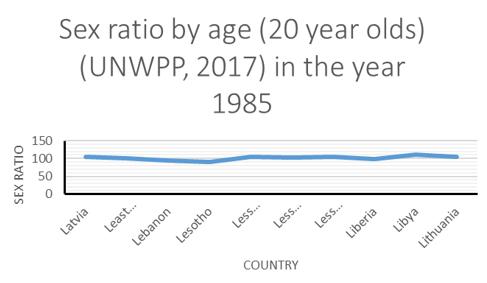 Sex ratio by age (20 year olds)
(UNWPP, 2017) in the year
1985
SEX RATIO
150
100
50
0
Latvia
Least…
Lebanon
Lesotho
Less…
Less…
Less…
Liberia
Libya
Lithuania
COUNTRY